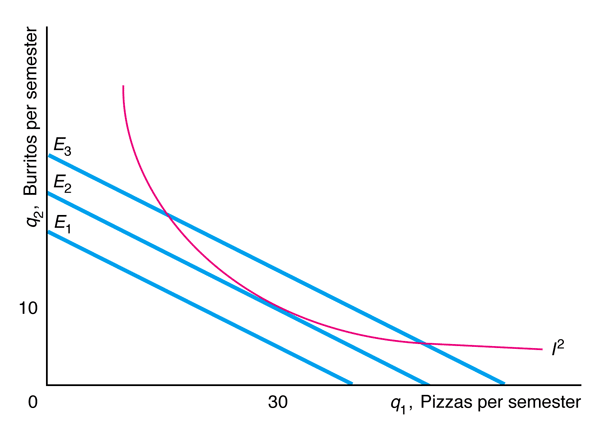 q2, Burritos per semester
E3
E2
E1
10
I2
0
30
q1, Pizzas per semester